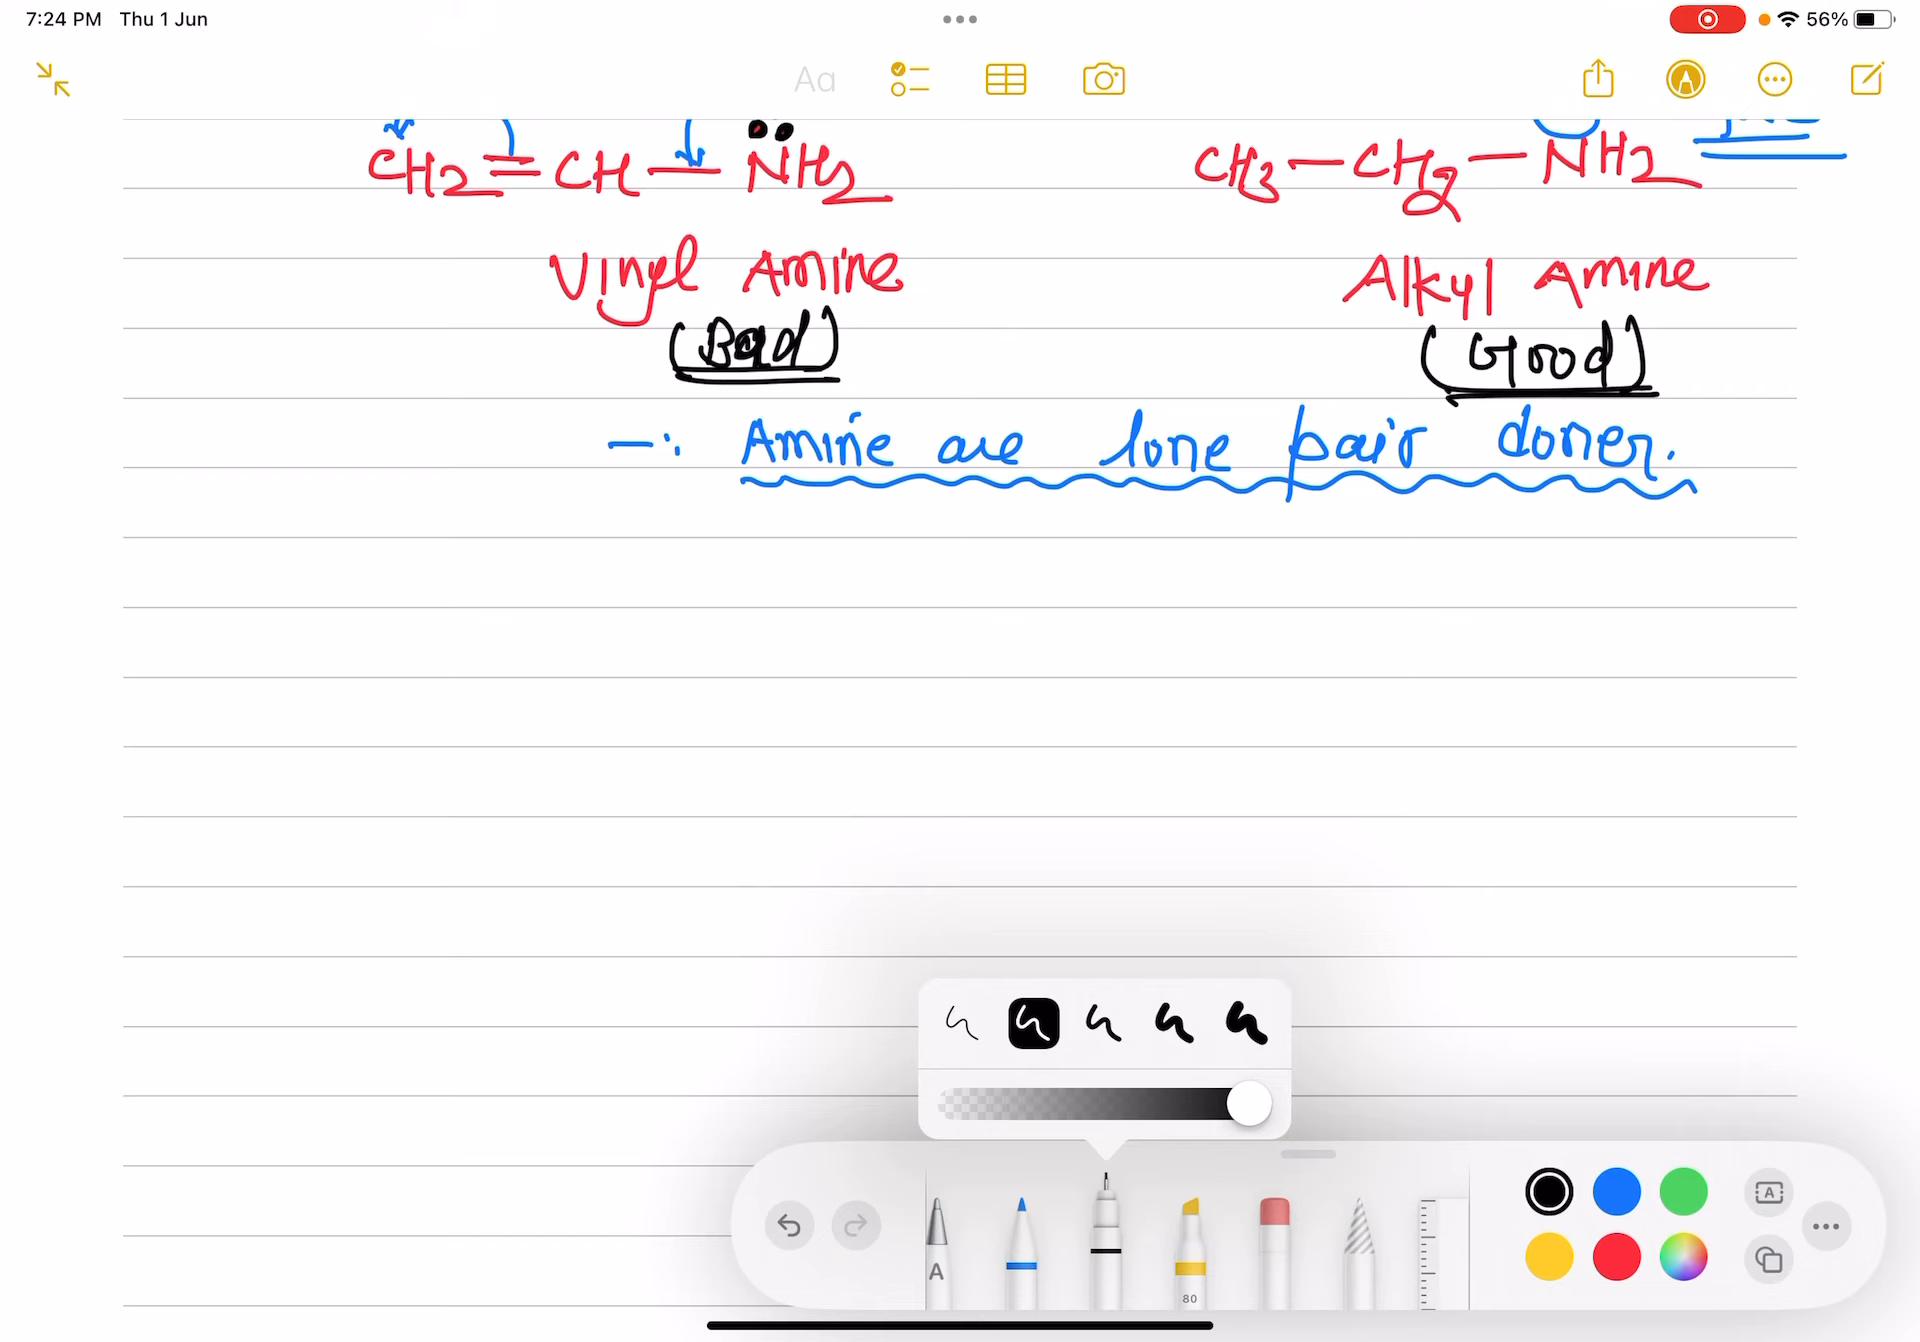 7:24 PM Thu 1 Jun
56%
Aa
CH2=CH—NH2
CH3—CH2—NH2
Vinyl Amine
Alkyl Amine
(Bad)
(Good)
—: Amine are lone pair doner.
A
80
A